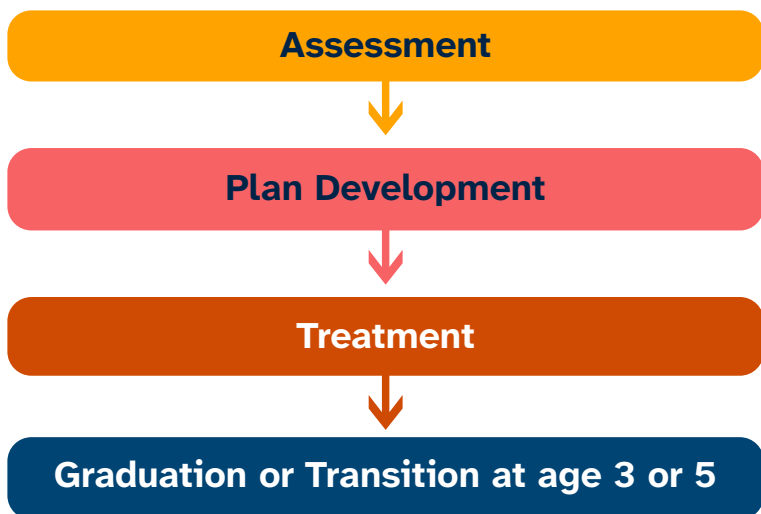 Assessment
Plan Development
Treatment
Graduation or Transition at age 3 or 5